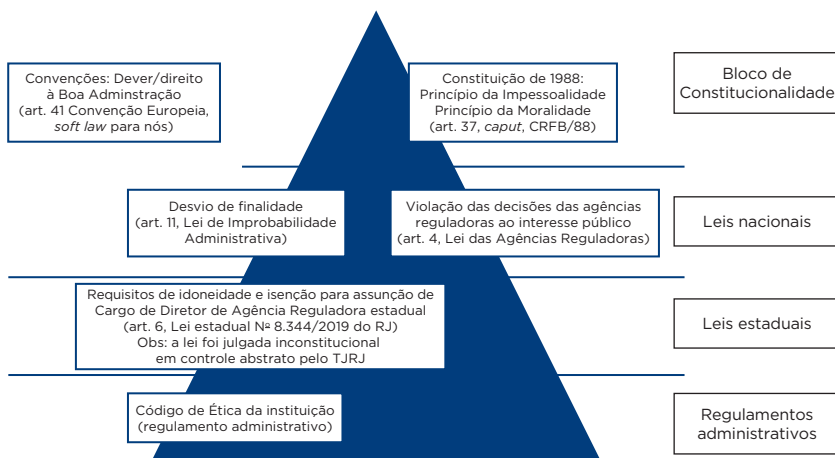 Convenções: Dever/direito
à Boa Adminstração
(art. 41 Convenção Europeia,
soft law para nós)
Constituição de 1988:
Princípio da Impessoalidade
Princípio da Moralidade
(art. 37, caput, CRFB/88)
Bloco de
Constitucionalidade
Desvio de finalidade
(art. 11, Lei de Improbabilidade
Administrativa)
Violação das decisões das agências
reguladoras ao interesse público
(art. 4, Lei das Agências Reguladoras)
Leis nacionais
Requisitos de idoneidade e isenção para assunção de
Cargo de Diretor de Agência Reguladora estadual
(art. 6, Lei estadual Nº 8.344/2019 do RJ)
Obs: a lei foi julgada inconstitucional
em controle abstrato pelo TJRJ
Leis estaduais
Código de Ética da instituição
(regulamento administrativo)
Regulamentos
administrativos